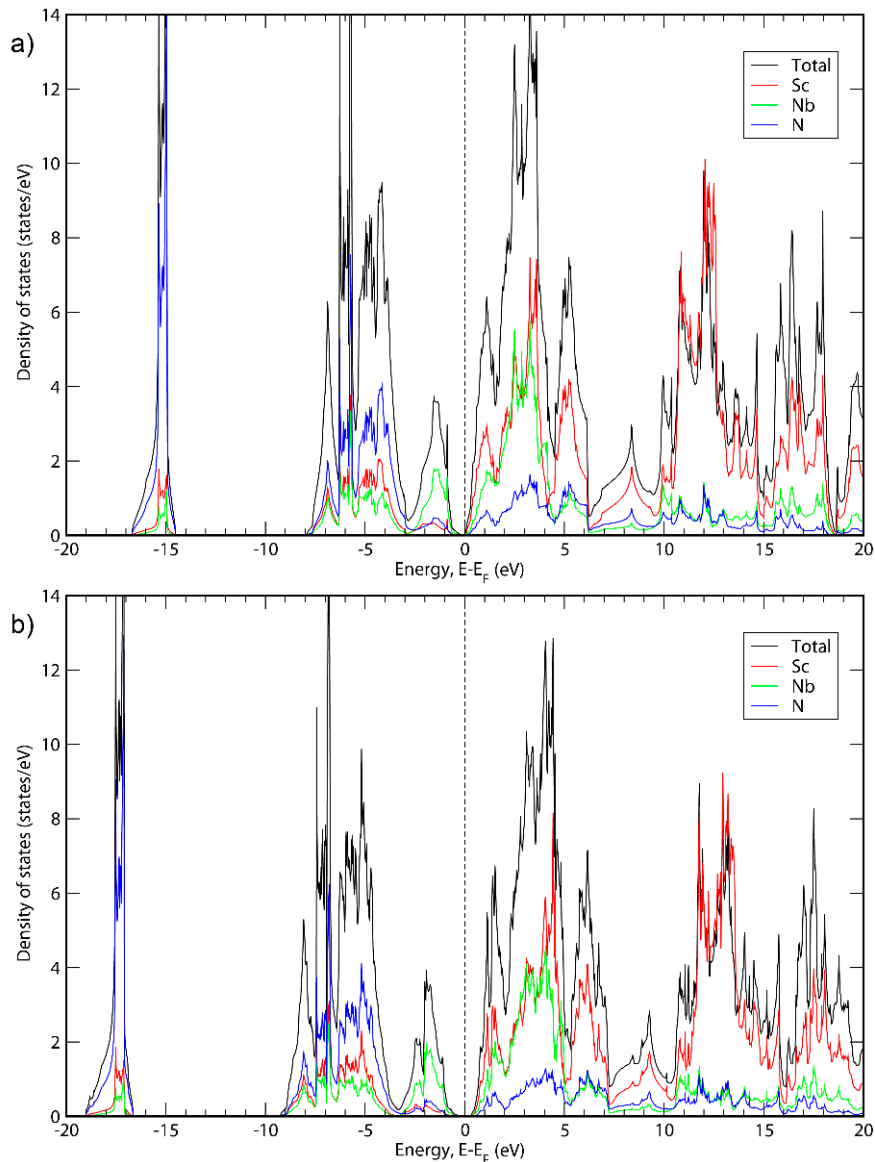 a)
Density of states (states/eV)
14
12
10
8
6
4
2
0
Total
Sc
Nb
N
-20 -15 -10 -5 0 5 10 15 20
Energy, E-E_F (eV)
b)
Density of states (states/eV)
14
12
10
8
6
4
2
0
Total
Sc
Nb
N
-20 -15 -10 -5 0 5 10 15 20
Energy, E-E_F (eV)